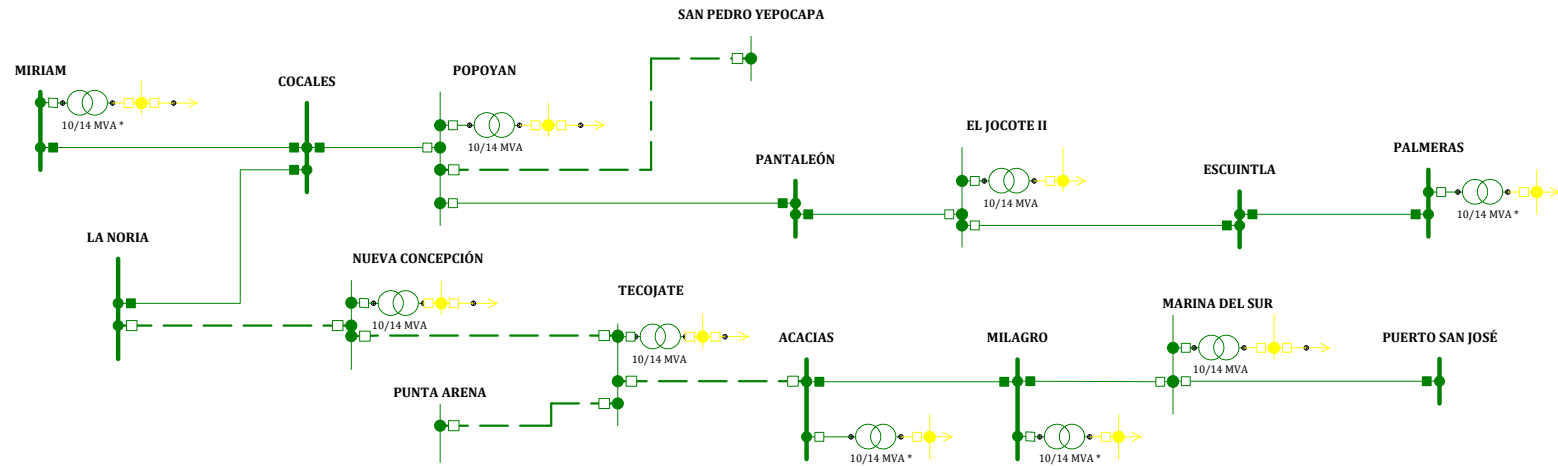 SAN PEDRO YEPOCAPA
MIRIAM
COCALES
POPOYAN
10/14 MVA *
10/14 MVA
EL JOCOTE II
PANTALEÓN
ESCUINTLA
PALMERAS
10/14 MVA
10/14 MVA *
LA NORIA
NUEVA CONCEPCIÓN
TECOJATE
MARINA DEL SUR
10/14 MVA
10/14 MVA
ACACIAS
MILAGRO
PUERTO SAN JOSÉ
10/14 MVA
PUNTA ARENA
10/14 MVA *
10/14 MVA *